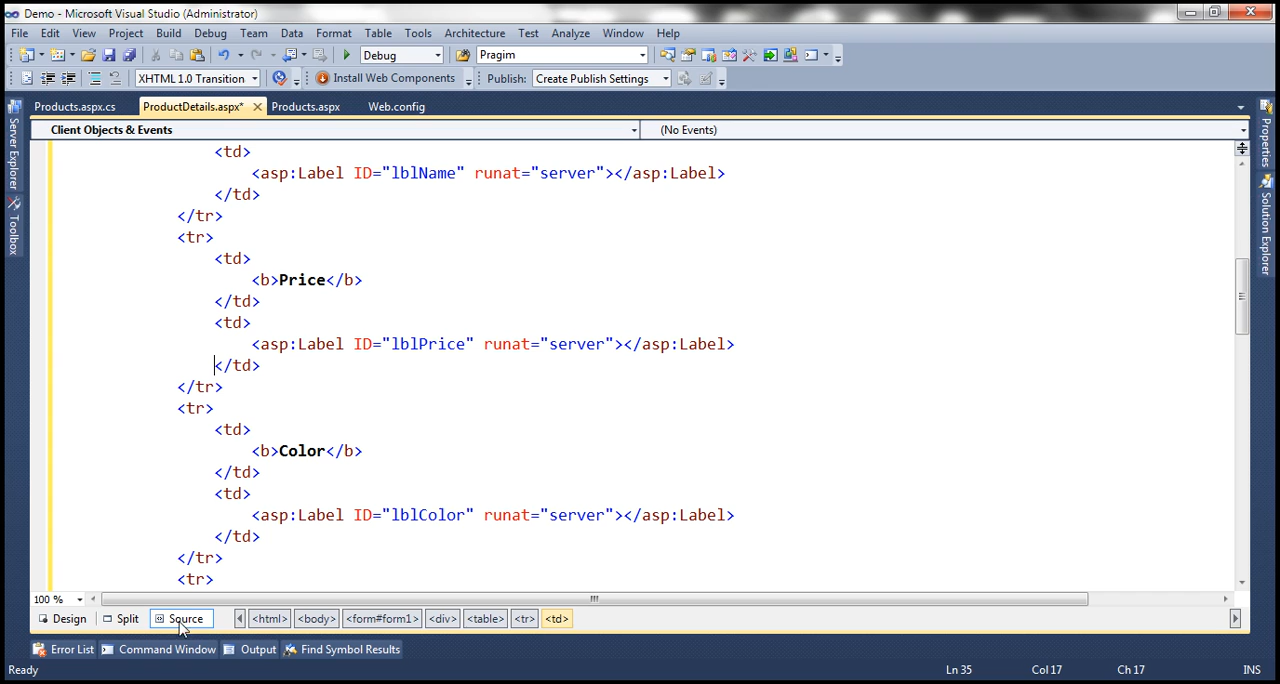 Demo - Microsoft Visual Studio (Administrator)
File Edit View Project Build Debug Team Data Format Table Tools Architecture Test Analyze Window Help
Debug Pragim
XHTML 1.0 Transition Install Web Components Publish: Create Publish Settings
Products.aspx.cs ProductDetails.aspx* Products.aspx Web.config
Client Objects & Events (No Events)
Server Explorer
Toolbox
Properties
Solution Explorer
<td>
<asp:Label ID="lblName" runat="server"></asp:Label>
</td>
</tr>
<tr>
<td>
<b>Price</b>
</td>
<td>
<asp:Label ID="lblPrice" runat="server"></asp:Label>
</td>
</tr>
<tr>
<td>
<b>Color</b>
</td>
<td>
<asp:Label ID="lblColor" runat="server"></asp:Label>
</td>
</tr>
<tr>
100 %
Design Split Source <html> <body> <form#form1> <div> <table> <tr> <td>
Error List Command Window Output Find Symbol Results
Ready Ln 35 Col 17 Ch 17 INS